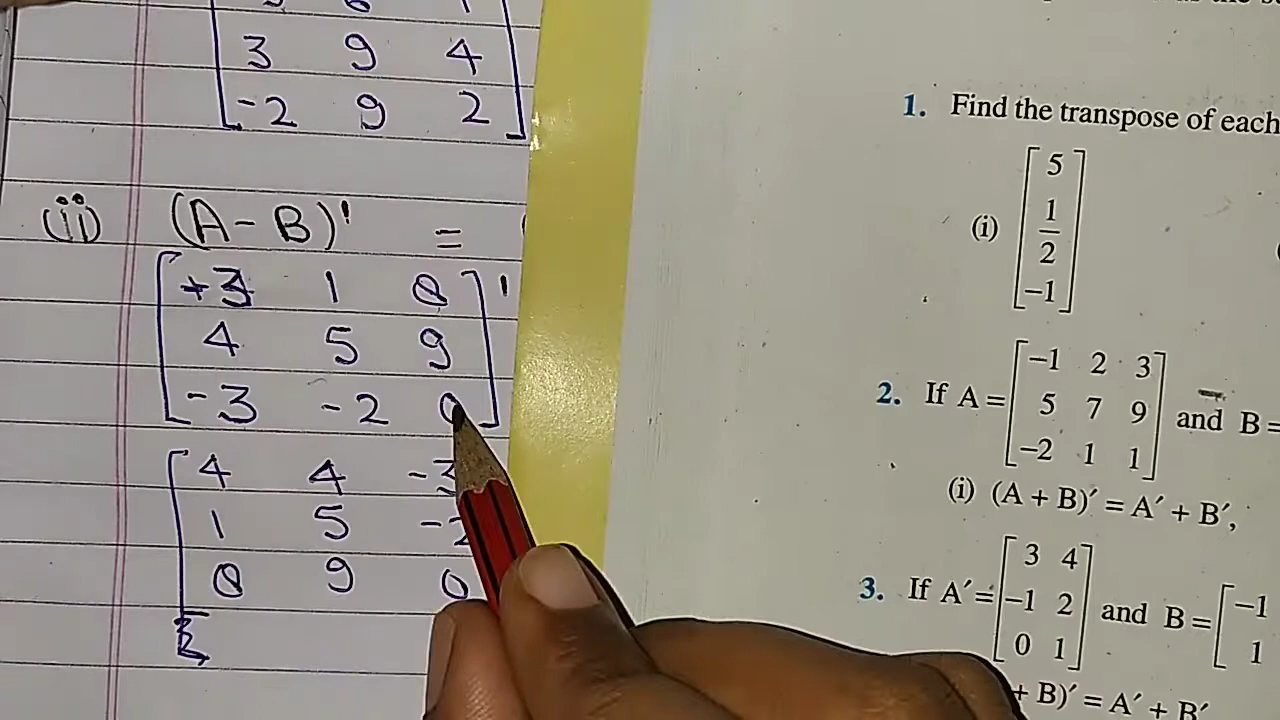 3 9 4
-2 9 2
(ii) (A - B)' =
1 8 '
4 5 9
-3 -2 0
4 4 -3
1 5 -2
8 9 0
1. Find the transpose of each
(i) [5
1/2
-1]
2. If A = [-1 2 3
5 7 9
-2 1 1] and B =
(i) (A + B)′ = A′ + B′,
3. If A′ = [3 4
-1 2
0 1] and B = [-1
1
+ B)′ = A′ + B′